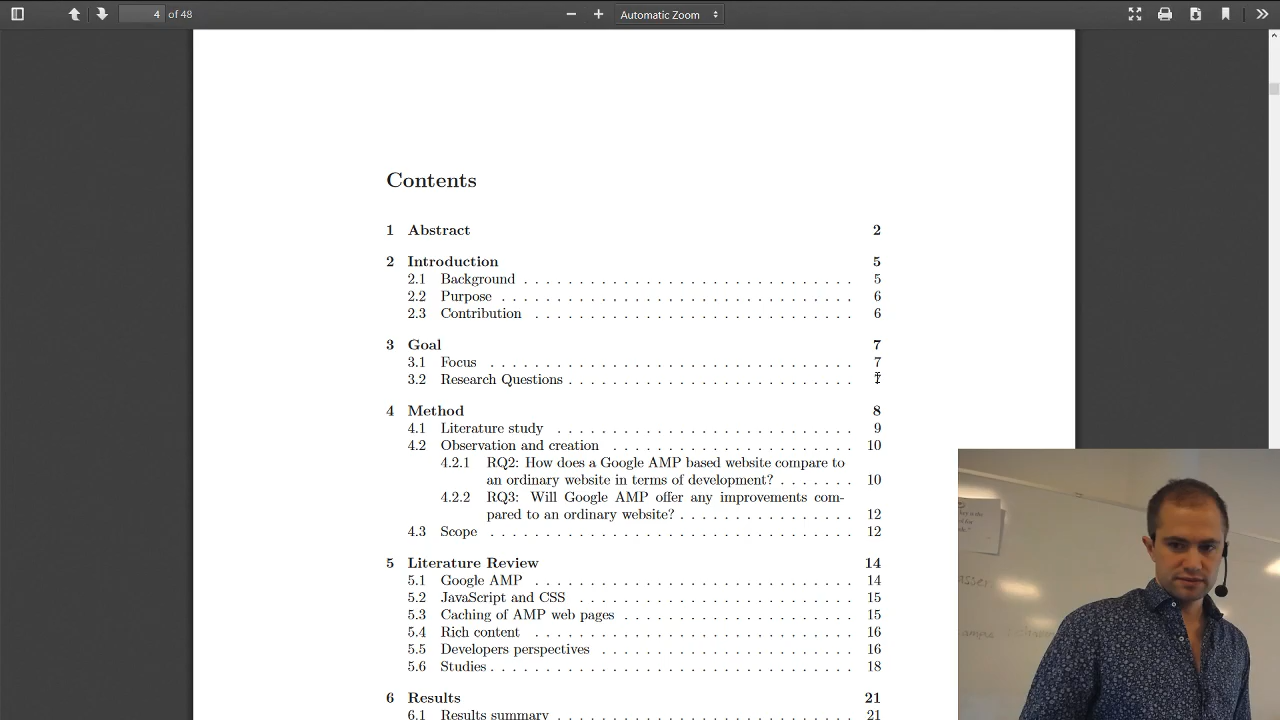 4 of 48
Automatic Zoom
Contents
1 Abstract 2
2 Introduction 5
2.1 Background . . . . . . . . . . . . . . . . . . . . . . . . . . . . . . 5
2.2 Purpose . . . . . . . . . . . . . . . . . . . . . . . . . . . . . . . . 6
2.3 Contribution . . . . . . . . . . . . . . . . . . . . . . . . . . . . . 6
3 Goal 7
3.1 Focus . . . . . . . . . . . . . . . . . . . . . . . . . . . . . . . . . 7
3.2 Research Questions . . . . . . . . . . . . . . . . . . . . . . . . . . 
4 Method 8
4.1 Literature study . . . . . . . . . . . . . . . . . . . . . . . . . . . 9
4.2 Observation and creation . . . . . . . . . . . . . . . . . . . . . . 10
4.2.1 RQ2: How does a Google AMP based website compare to
an ordinary website in terms of development? . . . . . . . 10
4.2.2 RQ3: Will Google AMP offer any improvements com-
pared to an ordinary website? . . . . . . . . . . . . . . . . 12
4.3 Scope . . . . . . . . . . . . . . . . . . . . . . . . . . . . . . . . . 12
5 Literature Review 14
5.1 Google AMP . . . . . . . . . . . . . . . . . . . . . . . . . . . . 14
5.2 JavaScript and CSS . . . . . . . . . . . . . . . . . . . . . . . . . 15
5.3 Caching of AMP web pages . . . . . . . . . . . . . . . . . . . . . 15
5.4 Rich content . . . . . . . . . . . . . . . . . . . . . . . . . . . . . 16
5.5 Developers perspectives . . . . . . . . . . . . . . . . . . . . . . . 16
5.6 Studies . . . . . . . . . . . . . . . . . . . . . . . . . . . . . . . . . 18
6 Results 21
6.1 Results summary . . . . . . . . . . . . . . . . . . . . . . . . . . . 21